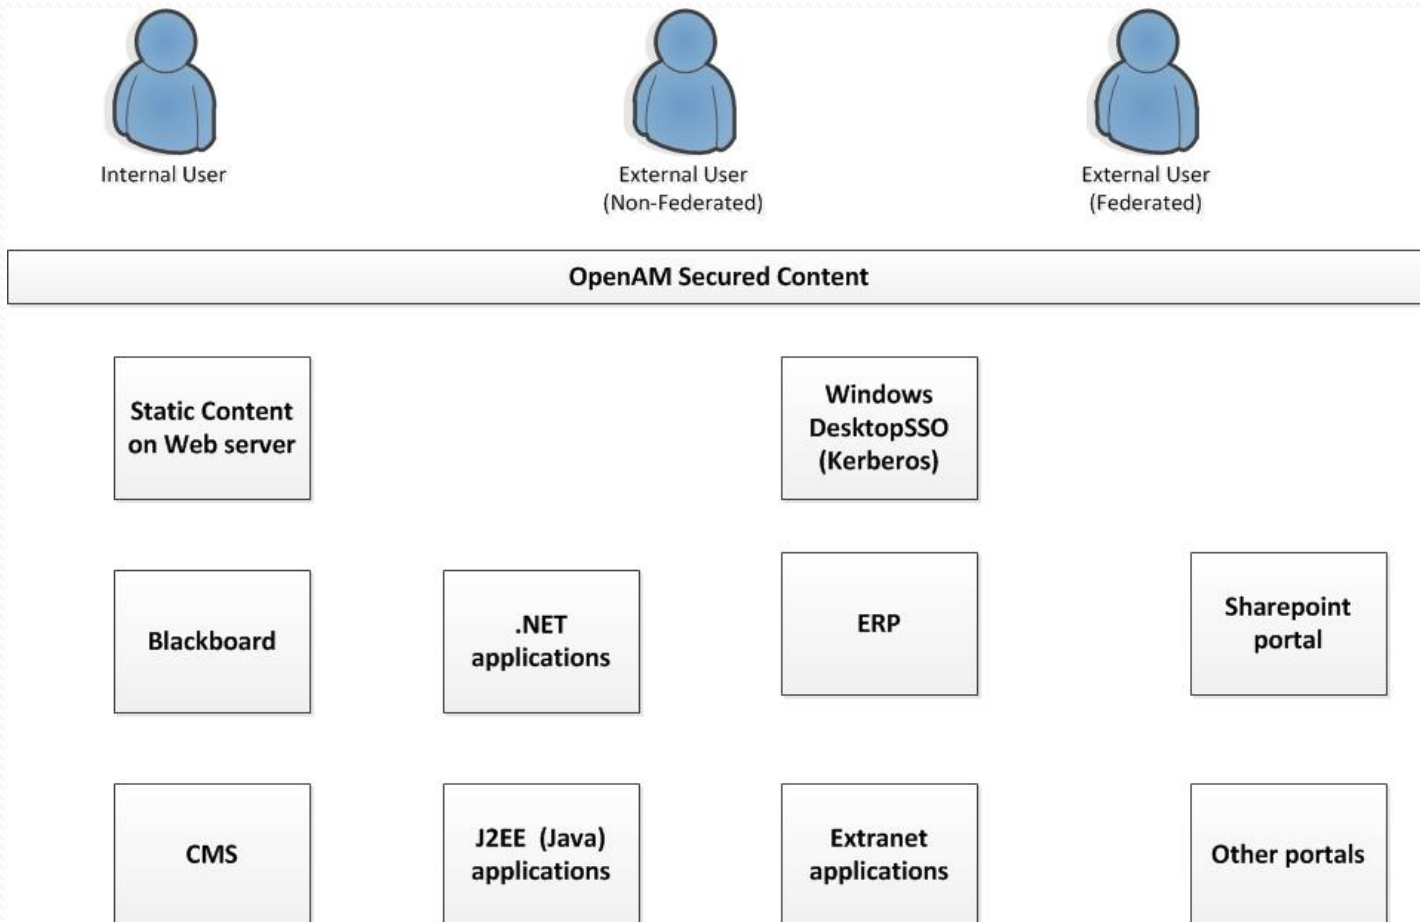 Internal User
External User
(Non-Federated)
External User
(Federated)
OpenAM Secured Content
Static Content
on Web server
Windows
DesktopSSO
(Kerberos)
Blackboard
.NET
applications
ERP
Sharepoint
portal
CMS
J2EE (Java)
applications
Extranet
applications
Other portals